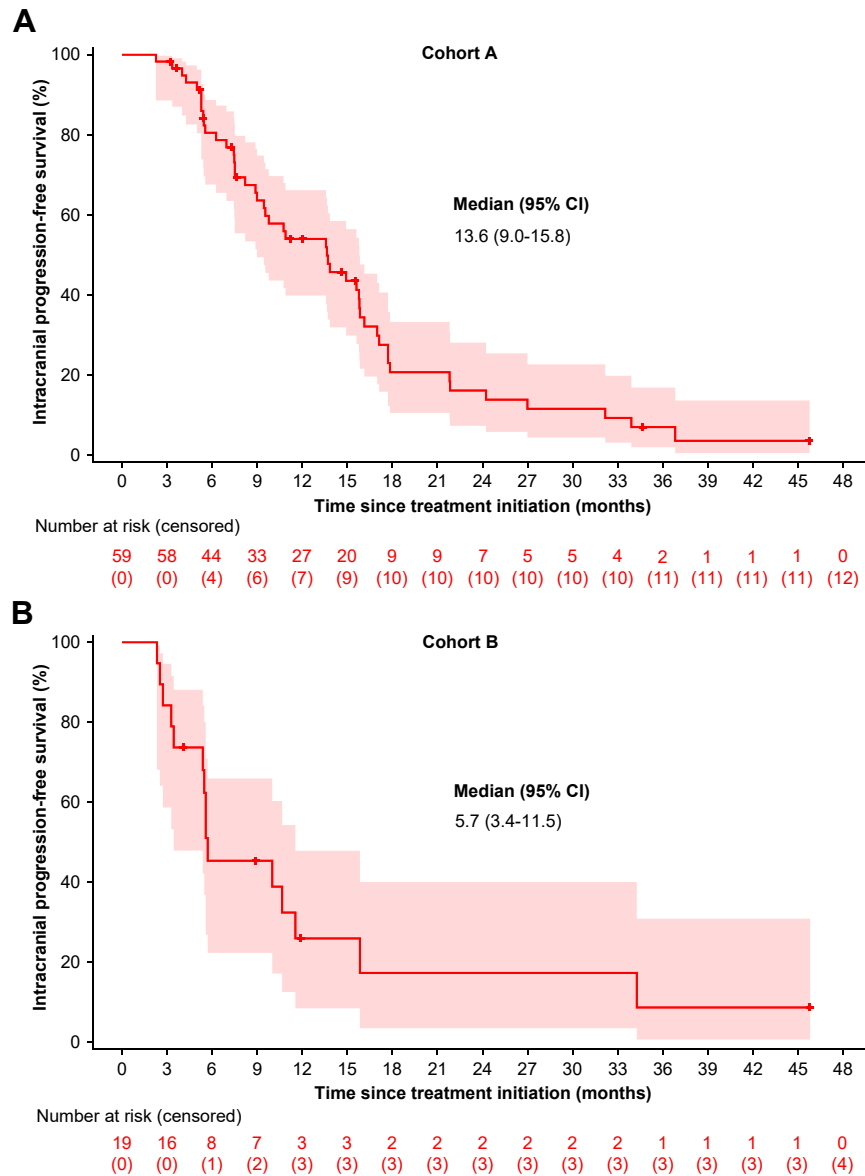 A
Cohort A
Intracranial progression-free survival (%)
100
80
60
40
20
0
Median (95% CI)
13.6 (9.0-15.8)
0 3 6 9 12 15 18 21 24 27 30 33 36 39 42 45 48
Time since treatment initiation (months)
Number at risk (censored)
59 58 44 33 27 20 9 9 7 5 5 4 2 1 1 1 0
(0) (0) (4) (6) (7) (9) (10) (10) (10) (10) (10) (10) (11) (11) (11) (11) (12)
B
Cohort B
Intracranial progression-free survival (%)
100
80
60
40
20
0
Median (95% CI)
5.7 (3.4-11.5)
0 3 6 9 12 15 18 21 24 27 30 33 36 39 42 45 48
Time since treatment initiation (months)
Number at risk (censored)
19 16 8 7 3 3 2 2 2 2 2 2 1 1 1 1 0
(0) (0) (1) (2) (3) (3) (3) (3) (3) (3) (3) (3) (3) (3) (3) (3) (4)